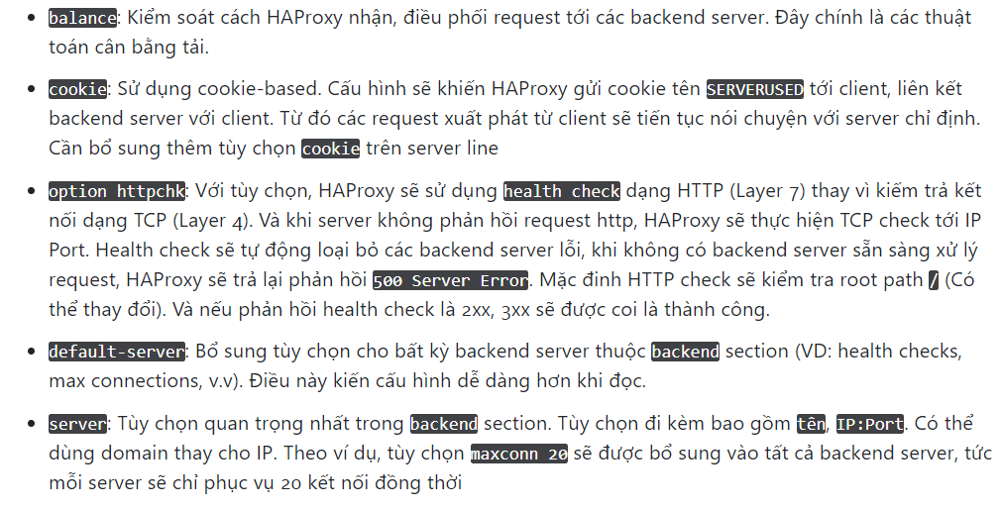 • balance: Kiểm soát cách HAProxy nhận, điều phối request tới các backend server. Đây chính là các thuật
toán cân bằng tải.
• cookie: Sử dụng cookie-based. Cấu hình sẽ khiến HAProxy gửi cookie tên SERVERUSED tới client, liên kết
backend server với client. Từ đó các request xuất phát từ client sẽ tiến tục nói chuyện với server chỉ định.
Cần bổ sung thêm tùy chọn cookie trên server line
• option httpchk: Với tùy chọn, HAProxy sẽ sử dụng health check dạng HTTP (Layer 7) thay vì kiếm trả kết
nối dạng TCP (Layer 4). Và khi server không phản hồi request http, HAProxy sẽ thực hiện TCP check tới IP
Port. Health check sẽ tự động loại bỏ các backend server lỗi, khi không có backend server sẵn sàng xử lý
request, HAProxy sẽ trả lại phản hồi 500 Server Error. Mặc đinh HTTP check sẽ kiểm tra root path / (Có
thể thay đổi). Và nếu phản hồi health check là 2xx, 3xx sẽ được coi là thành công.
• default-server: Bổ sung tùy chọn cho bất kỳ backend server thuộc backend section (VD: health checks,
max connections, v.v). Điều này kiến cấu hình dễ dàng hơn khi đọc.
• server: Tùy chọn quan trọng nhất trong backend section. Tùy chọn đi kèm bao gồm tên, IP:Port. Có thể
dùng domain thay cho IP. Theo ví dụ, tùy chọn maxconn 20 sẽ được bổ sung vào tất cả backend server, tức
mỗi server sẽ chỉ phục vụ 20 kết nối đồng thời